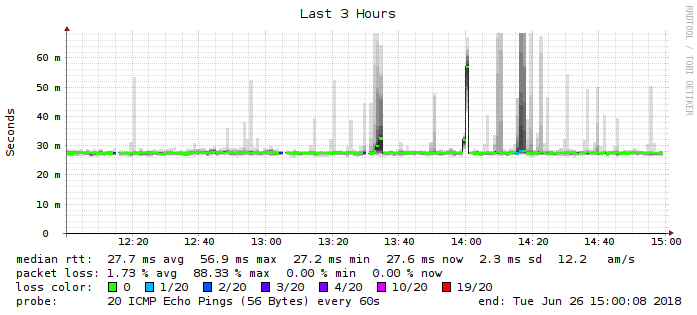 Last 3 Hours
RRDTOOL / TOBI OETIKER
Seconds
60 m
50 m
40 m
30 m
20 m
10 m
0
12:20 12:40 13:00 13:20 13:40 14:00 14:20 14:40 15:00
median rtt: 27.7 ms avg 56.9 ms max 27.2 ms min 27.6 ms now 2.3 ms sd 12.2 am/s
packet loss: 1.73 % avg 88.33 % max 0.00 % min 0.00 % now
loss color: 0 1/20 2/20 3/20 4/20 10/20 19/20
probe: 20 ICMP Echo Pings (56 Bytes) every 60s end: Tue Jun 26 15:00:08 2018